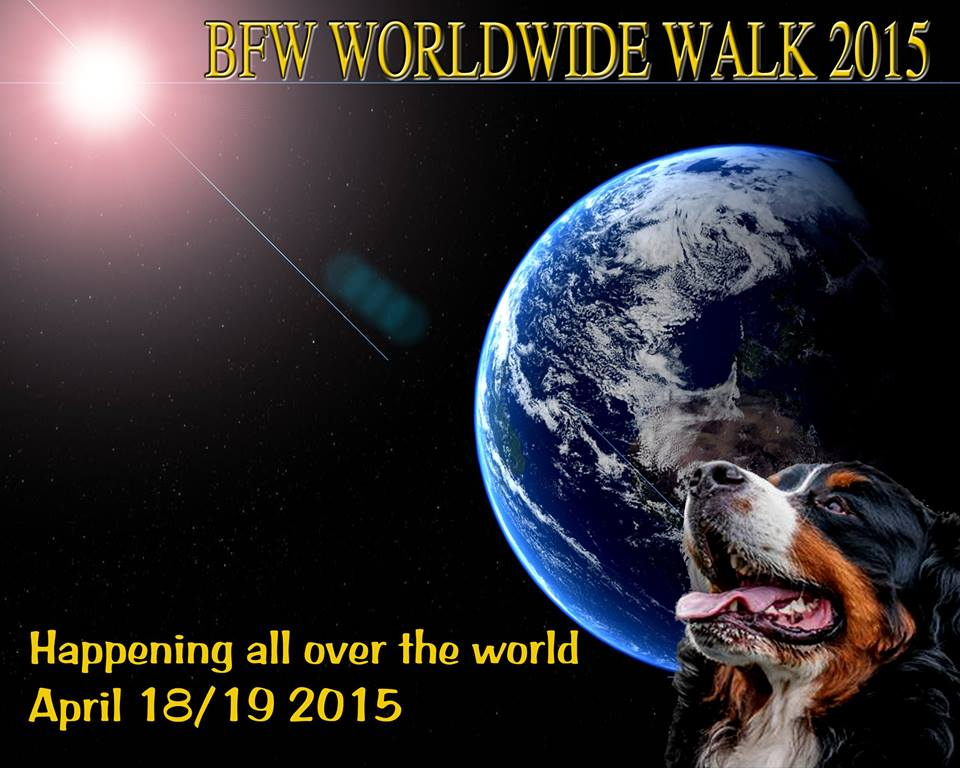 BFW WORLDWIDE WALK 2015
Happening all over the world
April 18/19 2015